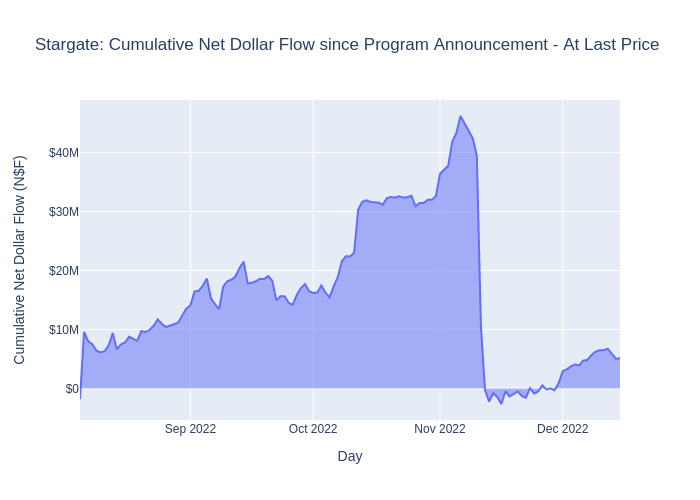 Stargate: Cumulative Net Dollar Flow since Program Announcement - At Last Price
Cumulative Net Dollar Flow (N$F)
$40M
$30M
$20M
$10M
$0
Sep 2022
Oct 2022
Nov 2022
Dec 2022
Day